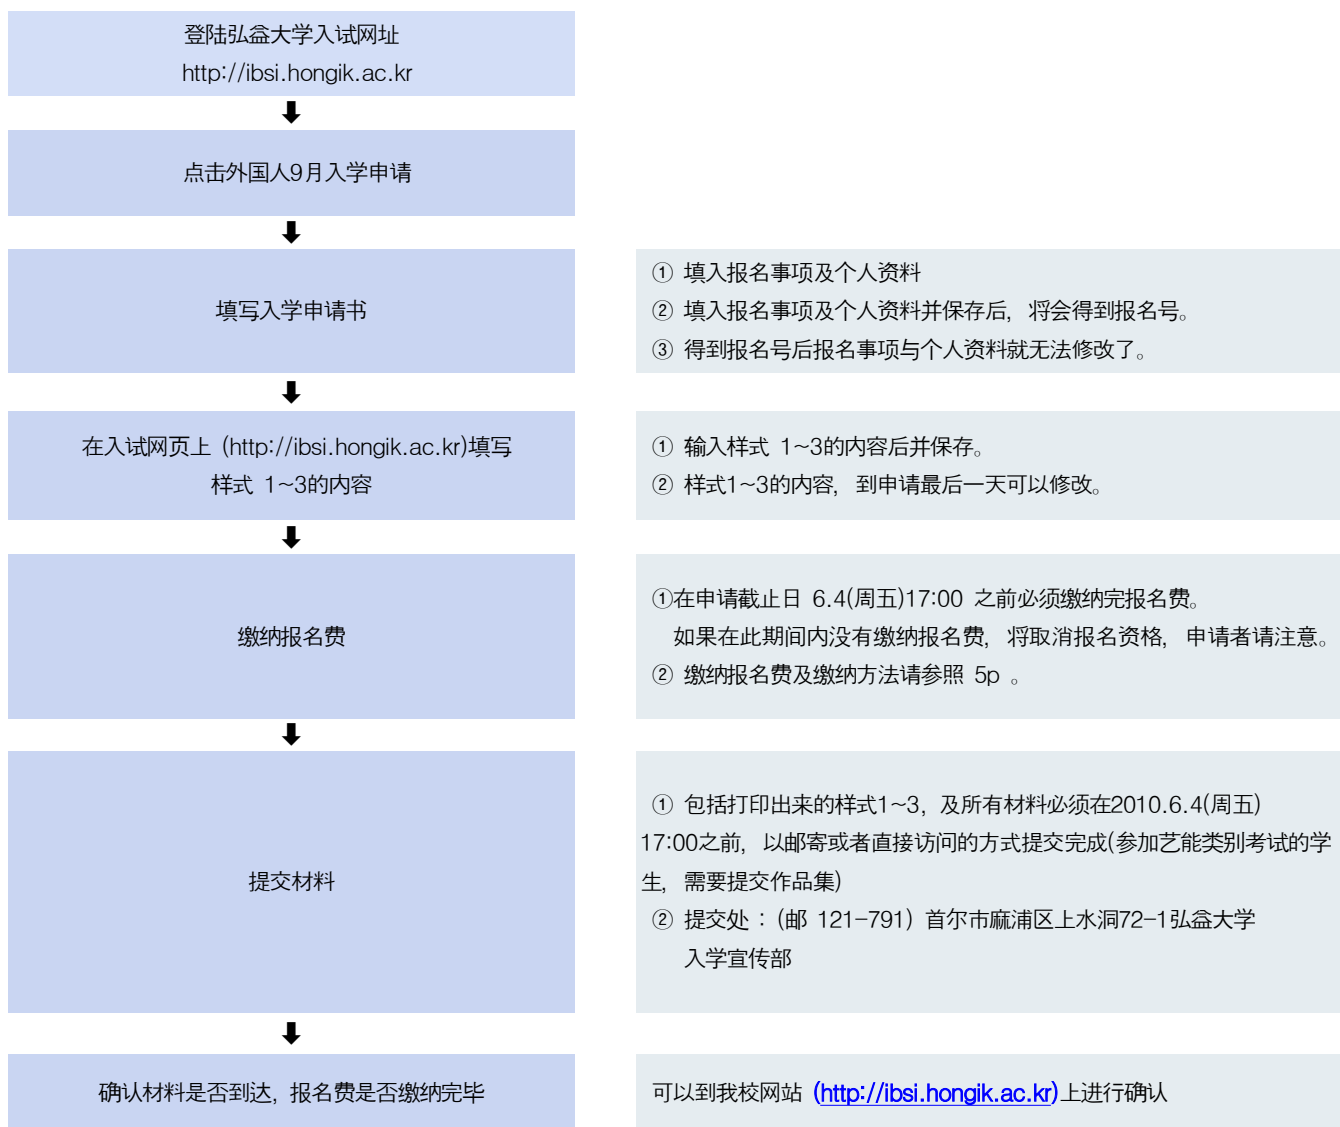 登陆弘益大学入试网址
http://ibsi.hongik.ac.kr
点击外国人9月入学申请
填写入学申请书
① 填入报名事项及个人资料
② 填入报名事项及个人资料并保存后, 将会得到报名号。
③ 得到报名号后报名事项与个人资料就无法修改了。
在入试网页上 (http://ibsi.hongik.ac.kr)填写
样式 1~3的内容
① 输入样式 1~3的内容后并保存。
② 样式1~3的内容, 到申请最后一天可以修改。
缴纳报名费
①在申请截止日 6.4(周五)17:00 之前必须缴纳完报名费。
如果在此期间内没有缴纳报名费, 将取消报名资格, 申请者请注意。
② 缴纳报名费及缴纳方法请参照 5p 。
提交材料
① 包括打印出来的样式1~3, 及所有材料必须在2010.6.4(周五)
17:00之前, 以邮寄或者直接访问的方式提交完成(参加艺能类别考试的学
生, 需要提交作品集)
② 提交处 : (邮 121-791) 首尔市麻浦区上水洞72-1弘益大学
入学宣传部
确认材料是否到达, 报名费是否缴纳完毕
可以到我校网站 (http://ibsi.hongik.ac.kr)上进行确认